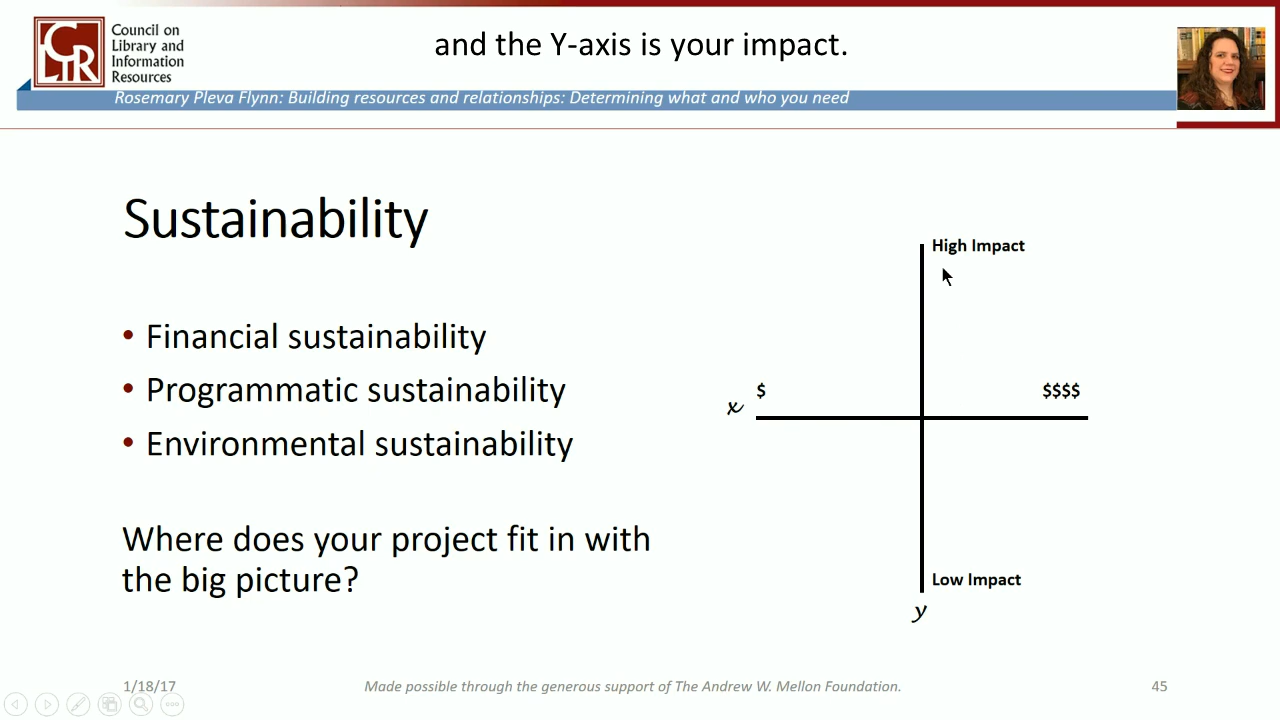 Council on
Library and
Information
Resources
CLIR
and the Y-axis is your impact.
Rosemary Pleva Flynn: Building resources and relationships: Determining what and who you need
Sustainability
• Financial sustainability
• Programmatic sustainability
• Environmental sustainability
Where does your project fit in with
the big picture?
High Impact
$
$$$$
x
Low Impact
y
1/18/17
Made possible through the generous support of The Andrew W. Mellon Foundation.
45